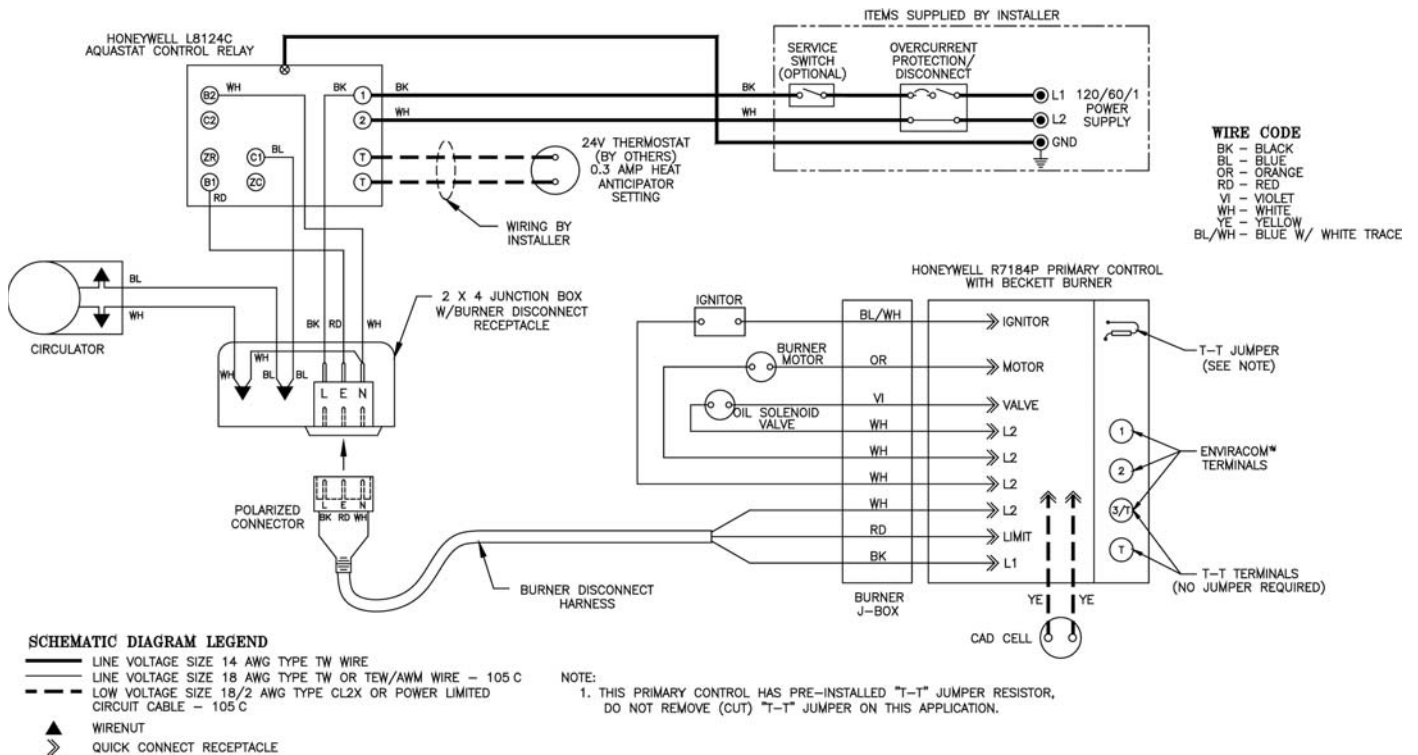 ITEMS SUPPLIED BY INSTALLER
HONEYWELL L8124C
AQUASTAT CONTROL RELAY
SERVICE
SWITCH
(OPTIONAL)
OVERCURRENT
PROTECTION/
DISCONNECT
B2
WH
BK
1
BK
BK
L1
120/60/1
POWER
SUPPLY
C2
2
WH
WH
L2
GND
ZR
C1
BL
T
B1
ZC
T
RD
24V THERMOSTAT
(BY OTHERS)
0.3 AMP HEAT
ANTICIPATOR
SETTING
WIRING BY
INSTALLER
WIRE CODE
BK - BLACK
BL - BLUE
OR - ORANGE
RD - RED
VI - VIOLET
WH - WHITE
YE - YELLOW
BL/WH - BLUE W/ WHITE TRACE
BL
WH
CIRCULATOR
BK
RD
WH
2 X 4 JUNCTION BOX
W/BURNER DISCONNECT
RECEPTACLE
WH
WH
BL
BL
L E N
HONEYWELL R7184P PRIMARY CONTROL
WITH BECKETT BURNER
IGNITOR
BL/WH
IGNITOR
BURNER
MOTOR
OR
MOTOR
OIL SOLENOID
VALVE
VI
VALVE
WH
L2
WH
L2
WH
L2
WH
L2
RD
LIMIT
BK
L1
T-T JUMPER
(SEE NOTE)
1
2
3/T
T
ENVIRACOM™
TERMINALS
T-T TERMINALS
(NO JUMPER REQUIRED)
POLARIZED
CONNECTOR
L E N
BK RD WH
BURNER DISCONNECT
HARNESS
BURNER
J-BOX
YE
YE
CAD CELL
SCHEMATIC DIAGRAM LEGEND
LINE VOLTAGE SIZE 14 AWG TYPE TW WIRE
LINE VOLTAGE SIZE 18 AWG TYPE TW OR TEW/AWM WIRE - 105 C
LOW VOLTAGE SIZE 18/2 AWG TYPE CL2X OR POWER LIMITED
CIRCUIT CABLE - 105 C
WIRENUT
QUICK CONNECT RECEPTACLE
NOTE:
1. THIS PRIMARY CONTROL HAS PRE-INSTALLED "T-T" JUMPER RESISTOR,
DO NOT REMOVE (CUT) "T-T" JUMPER ON THIS APPLICATION.